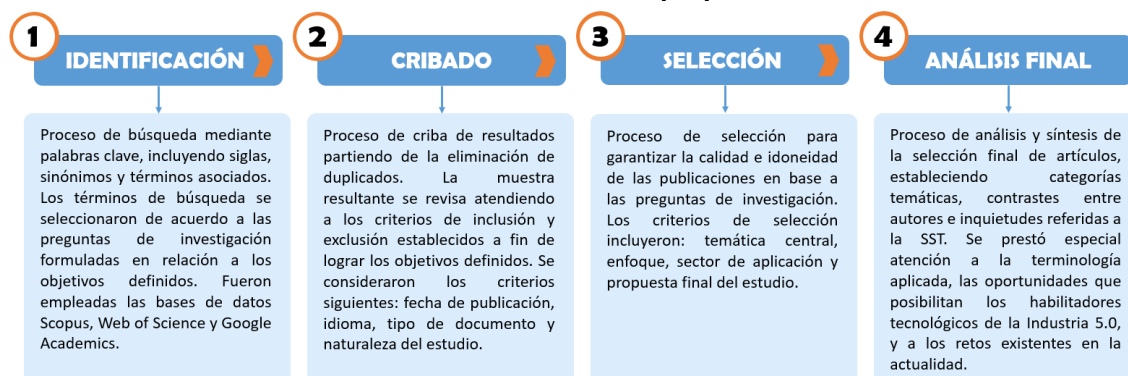 1
IDENTIFICACIÓN
Proceso de búsqueda mediante
palabras clave, incluyendo siglas,
sinónimos y términos asociados.
Los términos de búsqueda se
seleccionaron de acuerdo a las
preguntas de investigación
formuladas en relación a los
objetivos definidos. Fueron
empleadas las bases de datos
Scopus, Web of Science y Google
Academics.
2
CRIBADO
Proceso de criba de resultados
partiendo de la eliminación de
duplicados. La muestra
resultante se revisa atendiendo
a los criterios de inclusión y
exclusión establecidos a fin de
lograr los objetivos definidos. Se
consideraron los criterios
siguientes: fecha de publicación,
idioma, tipo de documento y
naturaleza del estudio.
3
SELECCIÓN
Proceso de selección para
garantizar la calidad e idoneidad
de las publicaciones en base a
las preguntas de investigación.
Los criterios de selección
incluyeron: temática central,
enfoque, sector de aplicación y
propuesta final del estudio.
4
ANÁLISIS FINAL
Proceso de análisis y síntesis de
la selección final de artículos,
estableciendo categorías
temáticas, contrastes entre
autores e inquietudes referidas a
la SST. Se prestó especial
atención a la terminología
aplicada, las oportunidades que
posibilitan los habilitadores
tecnológicos de la Industria 5.0,
y a los retos existentes en la
actualidad.